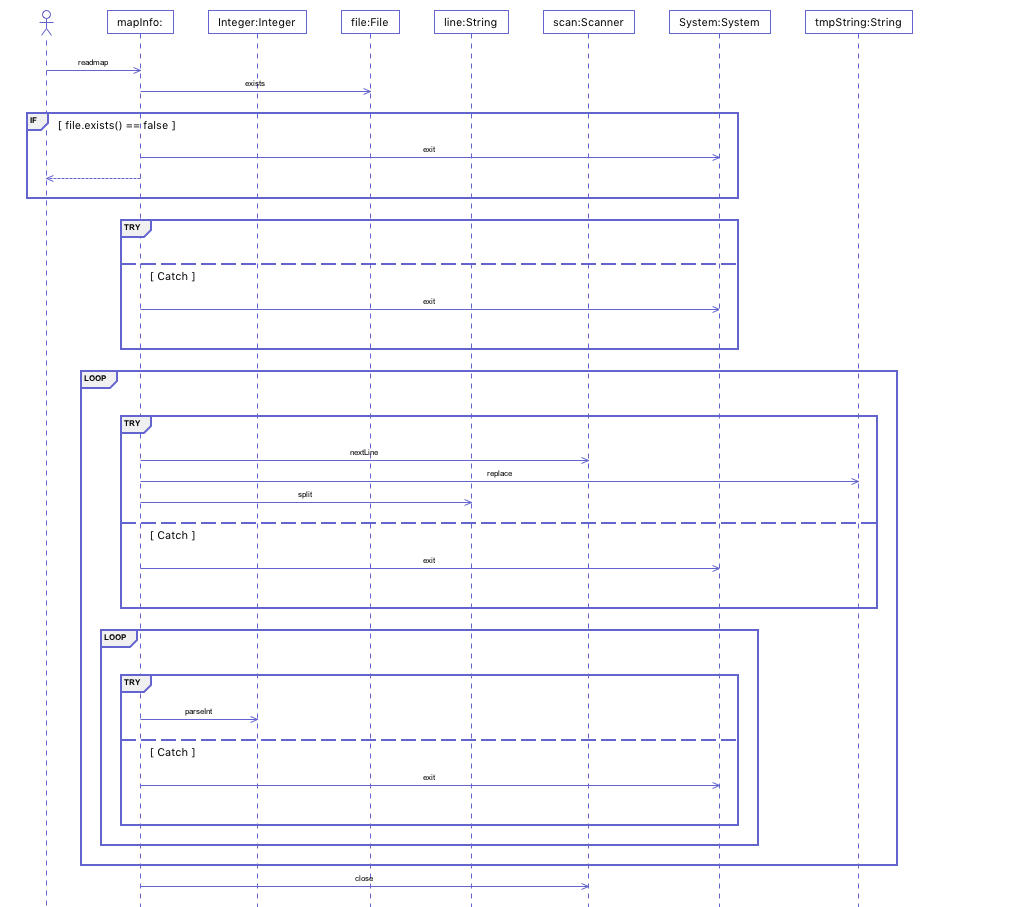 mapInfo:
Integer:Integer
file:File
line:String
scan:Scanner
System:System
tmpString:String
readmap
exists
IF
[ file.exists() == false ]
exit
TRY
[ Catch ]
exit
LOOP
TRY
nextLine
replace
split
[ Catch ]
exit
LOOP
TRY
parseInt
[ Catch ]
exit
close